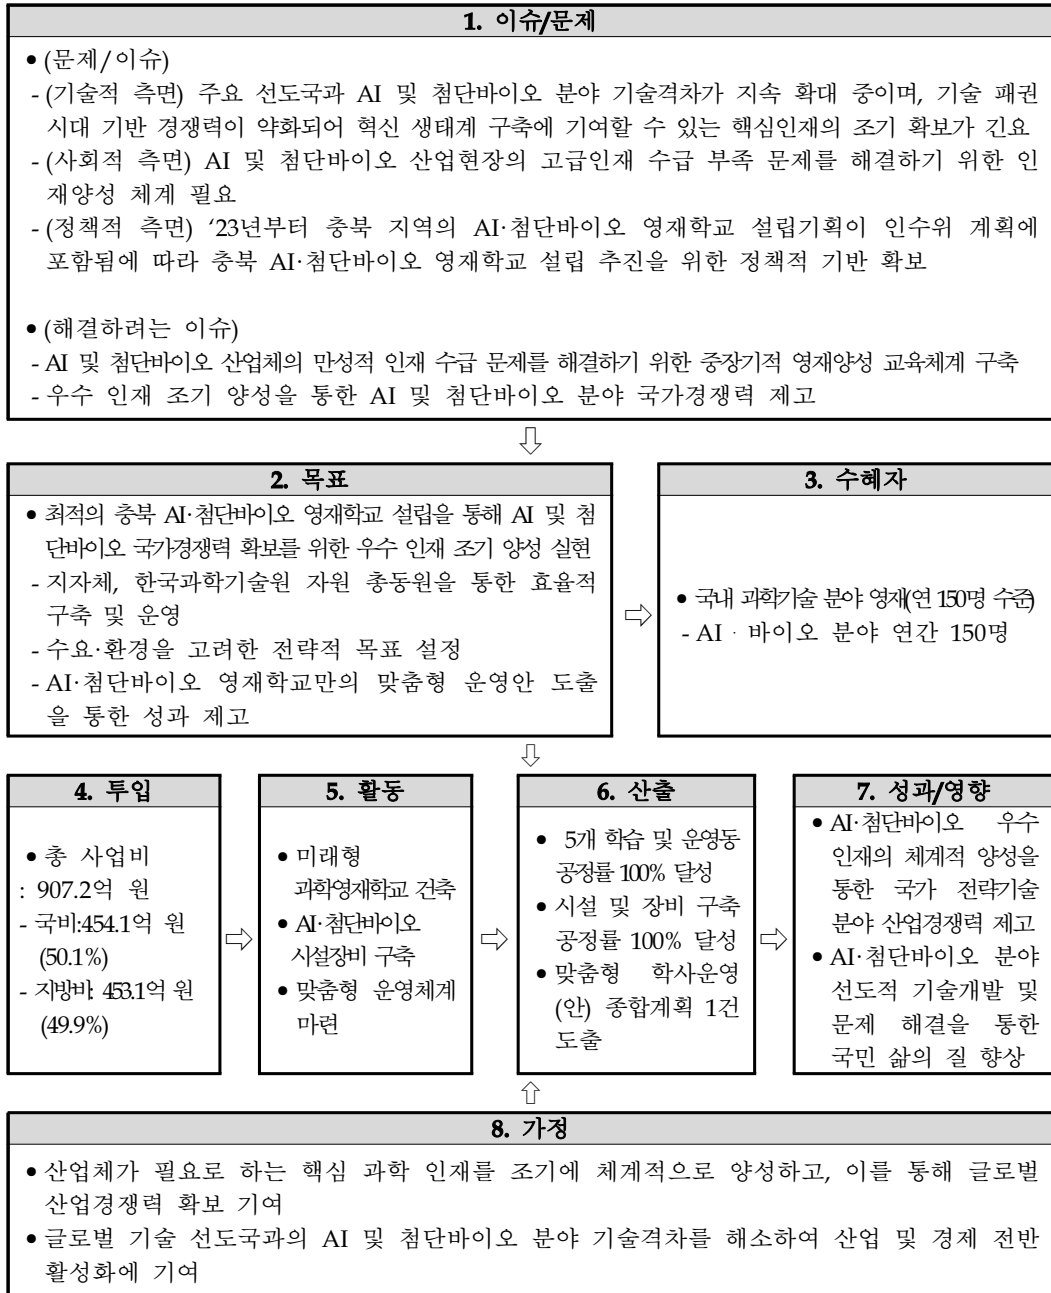 1. 이슈/문제
• (문제/이슈)
- (기술적 측면) 주요 선도국과 AI 및 첨단바이오 분야 기술격차가 지속 확대 중이며, 기술 패권
시대 기반 경쟁력이 약화되어 혁신 생태계 구축에 기여할 수 있는 핵심인재의 조기 확보가 긴요
- (사회적 측면) AI 및 첨단바이오 산업현장의 고급인재 수급 부족 문제를 해결하기 위한 인
재양성 체계 필요
- (정책적 측면) ‘23년부터 충북 지역의 AI·첨단바이오 영재학교 설립기획이 인수위 계획에
포함됨에 따라 충북 AI·첨단바이오 영재학교 설립 추진을 위한 정책적 기반 확보
• (해결하려는 이슈)
- AI 및 첨단바이오 산업체의 만성적 인재 수급 문제를 해결하기 위한 중장기적 영재양성 교육체계 구축
- 우수 인재 조기 양성을 통한 AI 및 첨단바이오 분야 국가경쟁력 제고
⇩
2. 목표
• 최적의 충북 AI·첨단바이오 영재학교 설립을 통해 AI 및 첨
단바이오 국가경쟁력 확보를 위한 우수 인재 조기 양성 실현
- 지자체, 한국과학기술원 자원 총동원을 통한 효율적
구축 및 운영
- 수요·환경을 고려한 전략적 목표 설정
- AI·첨단바이오 영재학교만의 맞춤형 운영안 도출
을 통한 성과 제고
⇨
3. 수혜자
• 국내 과학기술 분야 영재(연 150명 수준)
- AI · 바이오 분야 연간 150명
⇩
4. 투입
• 총 사업비
: 907.2억 원
- 국비:454.1억 원
(50.1%)
- 지방비: 453.1억 원
(49.9%)
⇨
5. 활동
• 미래형
과학영재학교 건축
• AI·첨단바이오
시설장비 구축
• 맞춤형 운영체계
마련
⇨
6. 산출
• 5개 학습 및 운영동
공정률 100% 달성
• 시설 및 장비 구축
공정률 100% 달성
• 맞춤형 학사운영
(안) 종합계획 1건
도출
⇨
7. 성과/영향
• AI·첨단바이오 우수
인재의 체계적 양성을
통한 국가 전략기술
분야 산업경쟁력 제고
• AI·첨단바이오 분야
선도적 기술개발 및
문제 해결을 통한
국민 삶의 질 향상
⇧
8. 가정
• 산업체가 필요로 하는 핵심 과학 인재를 조기에 체계적으로 양성하고, 이를 통해 글로벌
산업경쟁력 확보 기여
• 글로벌 기술 선도국과의 AI 및 첨단바이오 분야 기술격차를 해소하여 산업 및 경제 전반
활성화에 기여